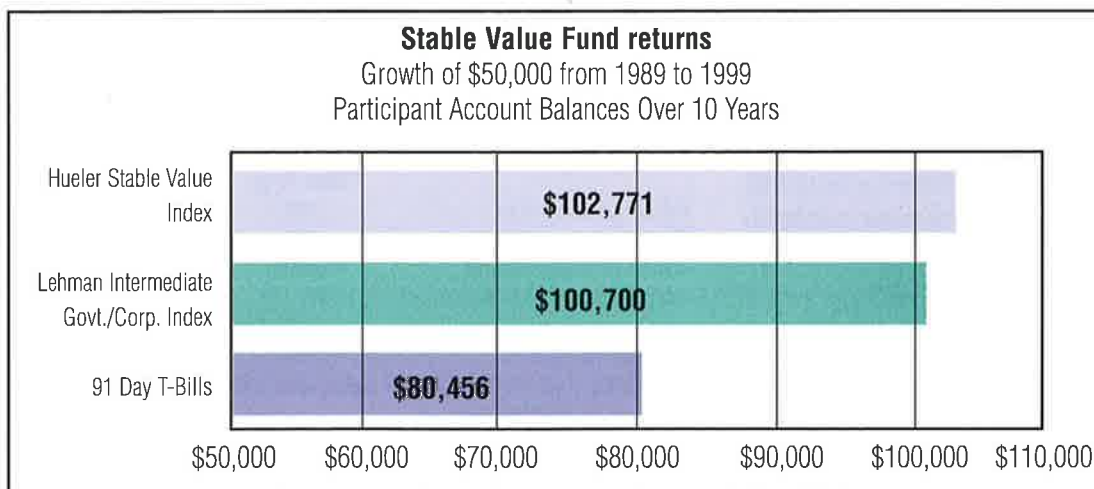 Stable Value Fund returns
Growth of $50,000 from 1989 to 1999
Participant Account Balances Over 10 Years
Hueler Stable Value
Index
$102,771
Lehman Intermediate
Govt./Corp. Index
$100,700
91 Day T-Bills
$80,456
$50,000 $60,000 $70,000 $80,000 $90,000 $100,000 $110,000